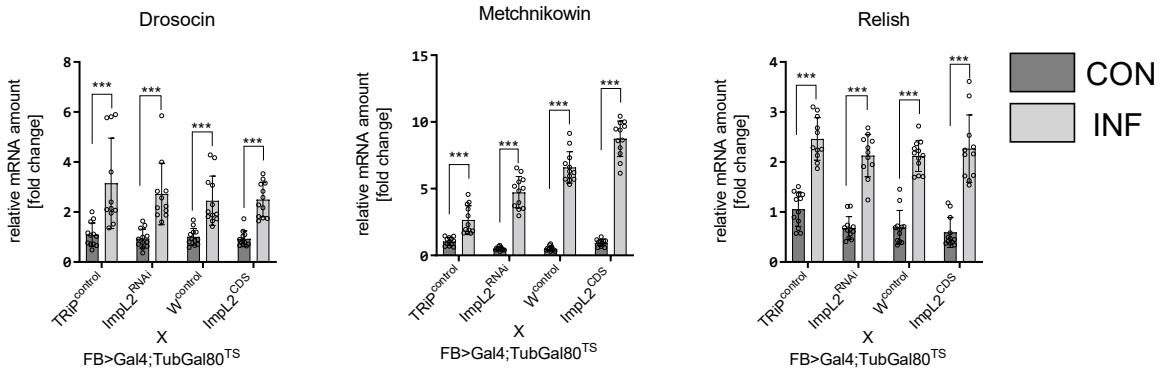 Drosocin
relative mRNA amount
[fold change]
8
6
4
2
0
***
***
***
***
TRiP^control
ImpL2^RNAi
W^control
ImpL2^CDS
X
FB>Gal4;TubGal80^TS
Metchnikowin
relative mRNA amount
[fold change]
15
10
5
0
***
***
***
***
TRiP^control
ImpL2^RNAi
W^control
ImpL2^CDS
X
FB>Gal4;TubGal80^TS
Relish
relative mRNA amount
[fold change]
4
3
2
1
0
***
***
***
***
TRiP^control
ImpL2^RNAi
W^control
ImpL2^CDS
X
FB>Gal4;TubGal80^TS
CON
INF